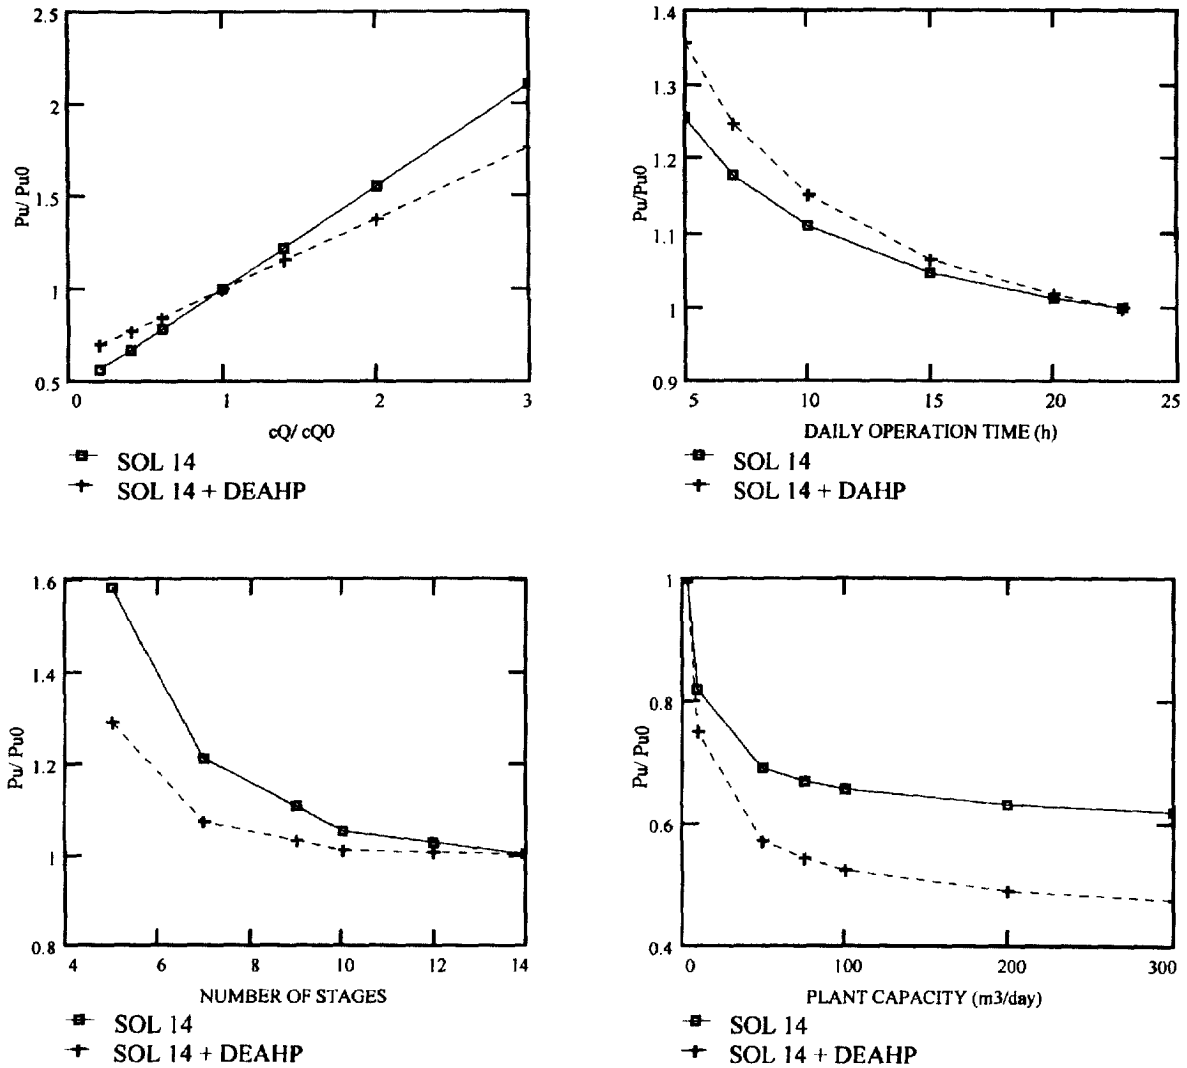 2.5
2
1.5
1
0.5
Pu/ Pu0
0 1 2 3
cQ/ cQ0
SOL 14
SOL 14 + DEAHP
1.4
1.3
1.2
1.1
1.0
0.9
Pu/Pu0
5 10 15 20 25
DAILY OPERATION TIME (h)
SOL 14
SOL 14 + DAHP
1.6
1.4
1.2
1
0.8
Pu/ Pu0
4 6 8 10 12 14
NUMBER OF STAGES
SOL 14
SOL 14 + DEAHP
1
0.8
0.6
0.4
Pu/ Pu0
0 100 200 300
PLANT CAPACITY (m3/day)
SOL 14
SOL 14 + DEAHP